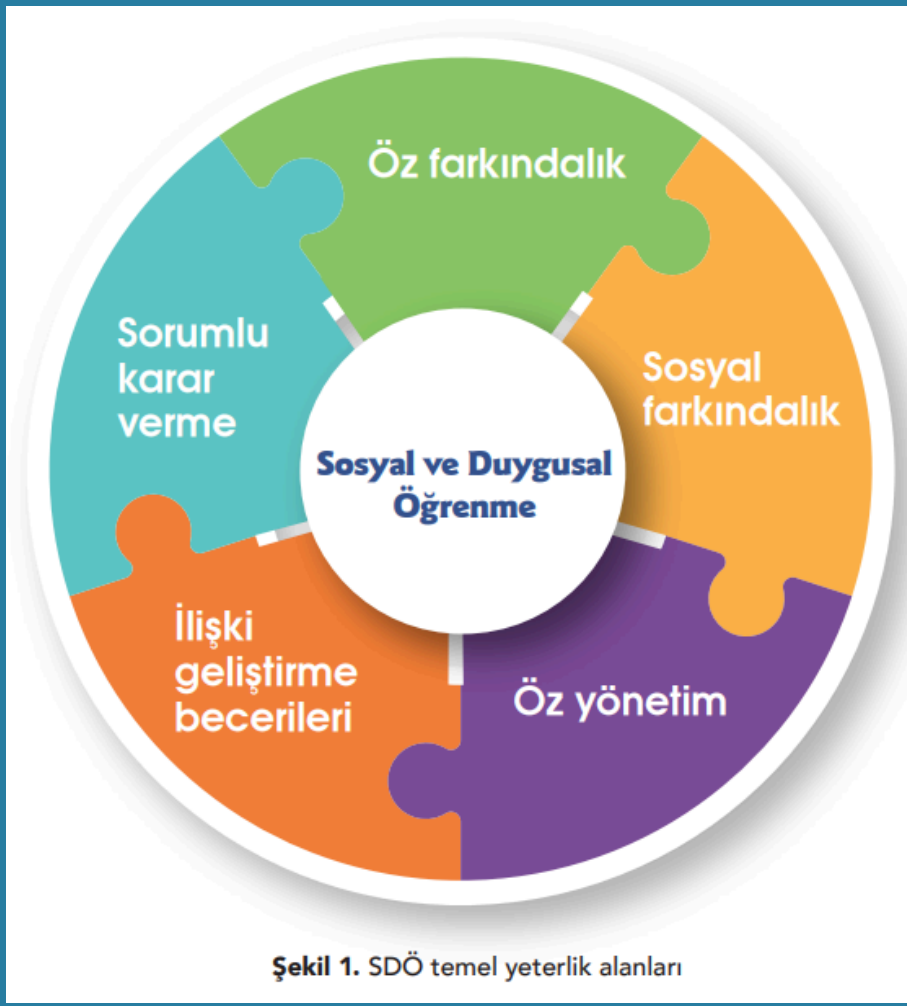 Öz farkındalık
Sosyal
farkındalık
Öz yönetim
İlişki
geliştirme
becerileri
Sorumlu
karar
verme
Sosyal ve Duygusal
Öğrenme
Şekil 1. SDÖ temel yeterlik alanları